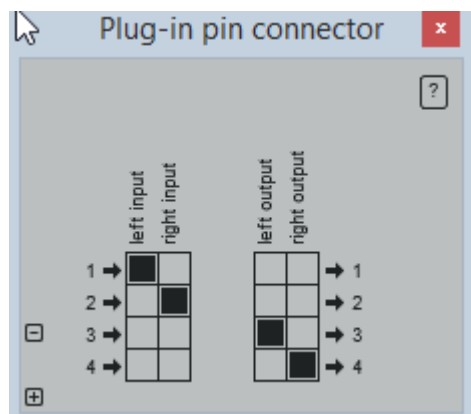 Plug-in pin connector x
?
left input
right input
left output
right output
1 1
2 2
3 3
4 4